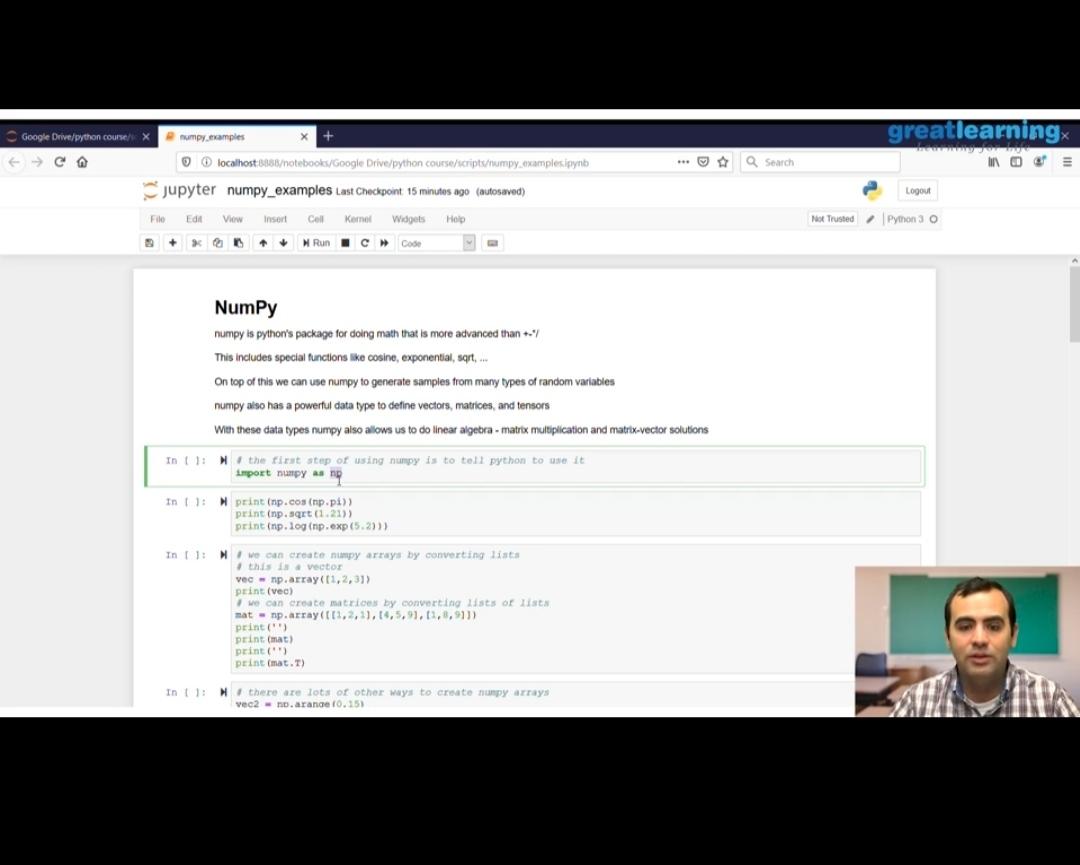 greatlearning
Learning for Life
Google Drive/python course/s
numpy_examples
localhost:8888/notebooks/Google Drive/python course/scripts/numpy_examples.ipynb
Search
jupyter numpy_examples Last Checkpoint: 15 minutes ago (autosaved)
Logout
File Edit View Insert Cell Kernel Widgets Help
Not Trusted
Python 3
Run
Code
NumPy
numpy is python's package for doing math that is more advanced than +-*/
This includes special functions like cosine, exponential, sqrt, ...
On top of this we can use numpy to generate samples from many types of random variables
numpy also has a powerful data type to define vectors, matrices, and tensors
With these data types numpy also allows us to do linear algebra - matrix multiplication and matrix-vector solutions
In [ ]: # the first step of using numpy is to tell python to use it
import numpy as np
In [ ]: print(np.cos(np.pi))
print(np.sqrt(1.21))
print(np.log(np.exp(5.2)))
In [ ]: # we can create numpy arrays by converting lists
# this is a vector
vec = np.array([1,2,3])
print(vec)
# we can create matrices by converting lists of lists
mat = np.array([[1,2,1],[4,5,9],[1,8,9]])
print('')
print(mat)
print('')
print(mat.T)
In [ ]: # there are lots of other ways to create numpy arrays
vec2 = np.arange(0,15)